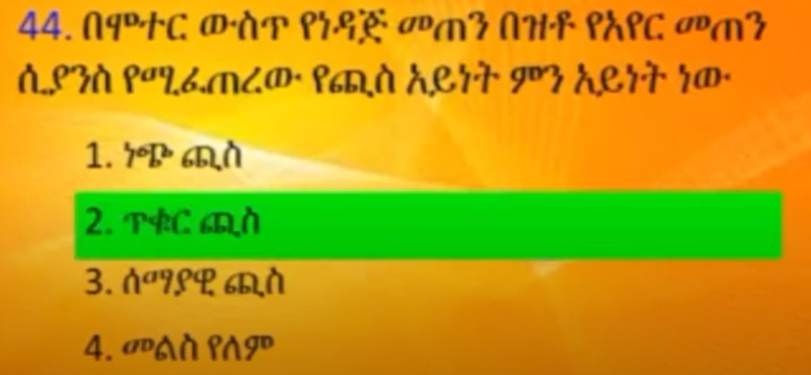 44. በሞተር ውስጥ የነዳጅ መጠን በዝቶ የአየር መጠን
ሲያንስ የሚፈጠረው የጪስ አይነት ምን አይነት ነው
1. ነጭ ጪስ
2. ጥቁር ጪስ
3. ሰማያዊ ጪስ
4. መልስ የለም